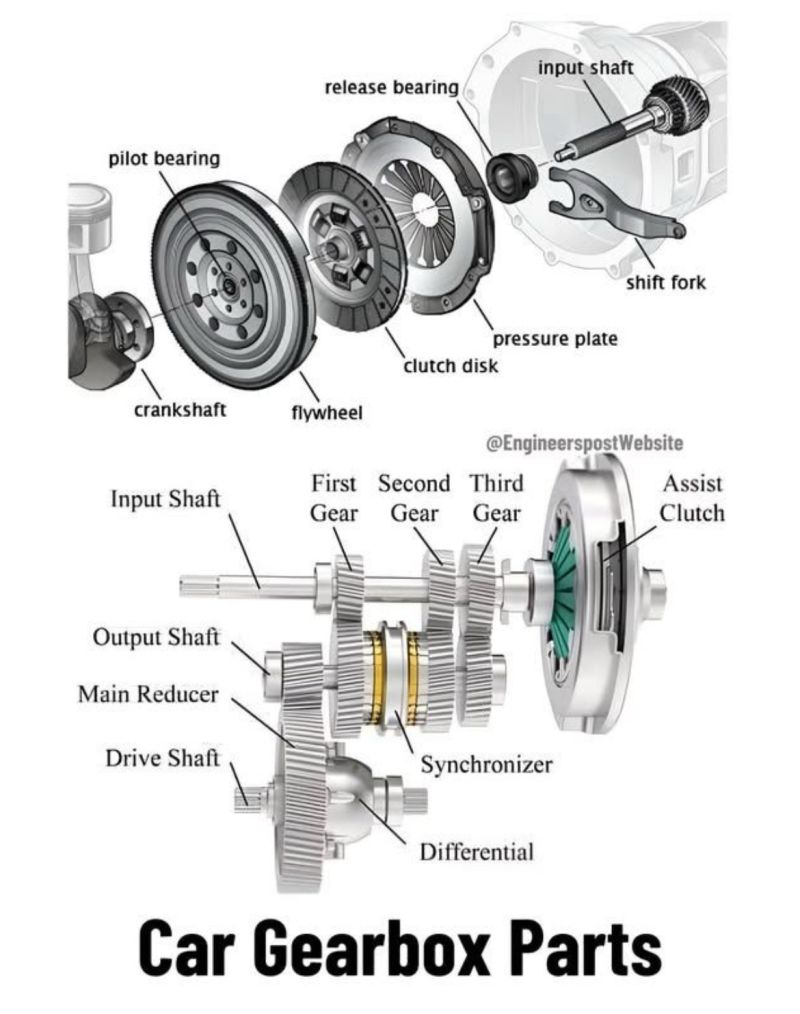 input shaft
release bearing
pilot bearing
shift fork
pressure plate
clutch disk
crankshaft
flywheel
@EngineerspostWebsite
Input Shaft
First
Gear
Second
Gear
Third
Gear
Assist
Clutch
Output Shaft
Main Reducer
Drive Shaft
Synchronizer
Differential
Car Gearbox Parts